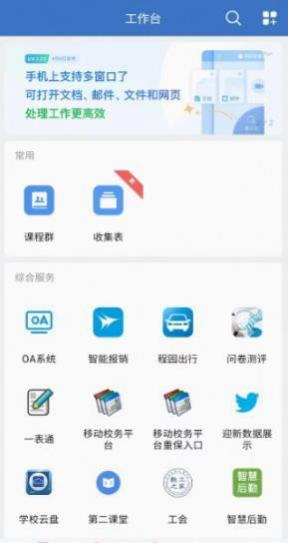 工作台
手机上支持多窗口了
可打开文档、邮件、文件和网页
处理工作更高效
常用
课程群
收集表
综合服务
OA
OA系统
智能报销
程园出行
问卷测评
一表通
移动校务平台
移动校务平台重保入口
迎新数据展示
智慧
后勤
学校云盘
第二课堂
工会
智慧后勤